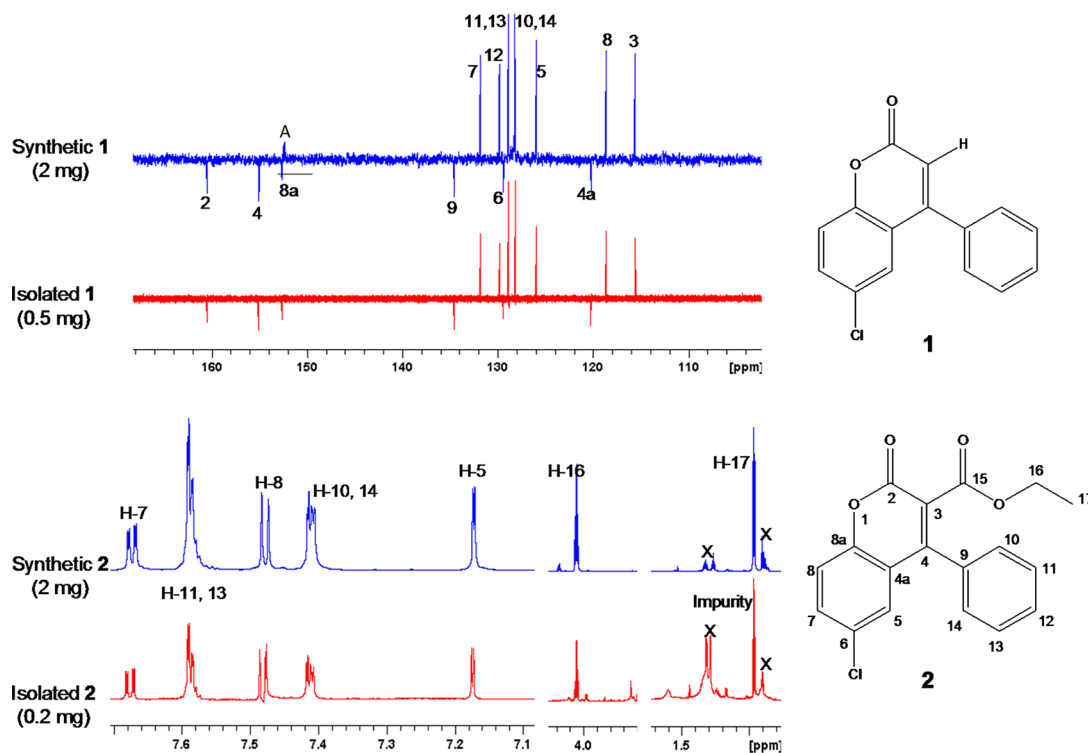 11,13 10,14
8 3
12
7 5
Synthetic 1
(2 mg)
A
2 4 8a 9 6 4a
Isolated 1
(0.5 mg)
160 150 140 130 120 110 [ppm]
O
O
H
Cl
1
H-7
H-8
H-10, 14
H-5
H-16
H-17
X
X
Synthetic 2
(2 mg)
H-11, 13
Impurity
X
X
Isolated 2
(0.2 mg)
7.6 7.5 7.4 7.3 7.2 7.1 4.0 1.5 [ppm]
O O
16
15
2 O 17
O
1 3
8a 9 10
8 4a 4 11
7 5 14 12
6 13
Cl
2